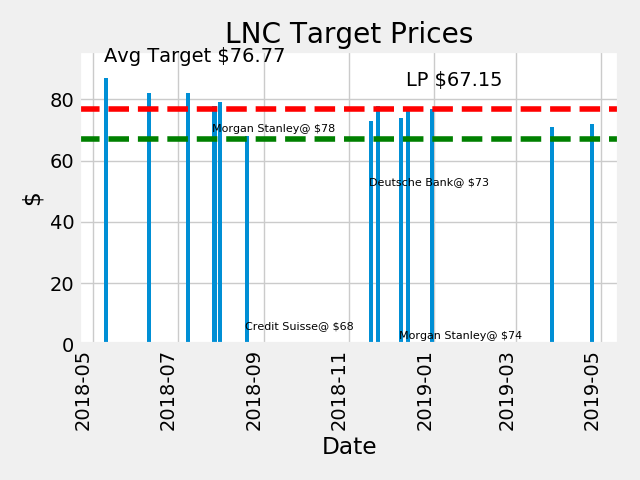 LNC Target Prices
Avg Target $76.77
LP $67.15
Morgan Stanley@ $78
Deutsche Bank@ $73
Credit Suisse@ $68
Morgan Stanley@ $74
$
80
60
40
20
0
2018-05
2018-07
2018-09
2018-11
2019-01
2019-03
2019-05
Date